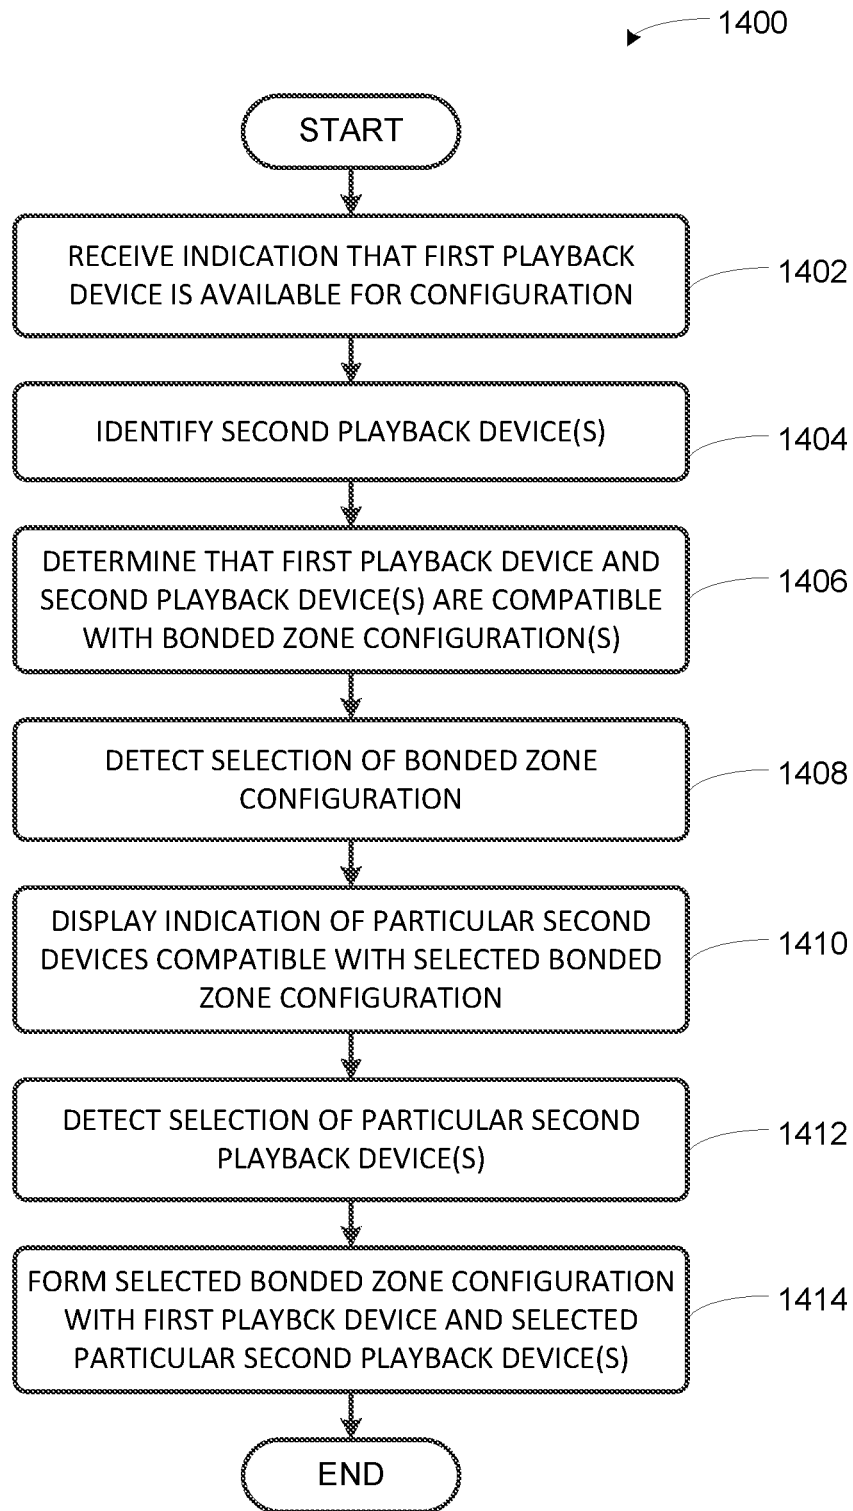 1400
START
RECEIVE INDICATION THAT FIRST PLAYBACK
DEVICE IS AVAILABLE FOR CONFIGURATION
1402
IDENTIFY SECOND PLAYBACK DEVICE(S)
1404
DETERMINE THAT FIRST PLAYBACK DEVICE AND
SECOND PLAYBACK DEVICE(S) ARE COMPATIBLE
WITH BONDED ZONE CONFIGURATION(S)
1406
DETECT SELECTION OF BONDED ZONE
CONFIGURATION
1408
DISPLAY INDICATION OF PARTICULAR SECOND
DEVICES COMPATIBLE WITH SELECTED BONDED
ZONE CONFIGURATION
1410
DETECT SELECTION OF PARTICULAR SECOND
PLAYBACK DEVICE(S)
1412
FORM SELECTED BONDED ZONE CONFIGURATION
WITH FIRST PLAYBCK DEVICE AND SELECTED
PARTICULAR SECOND PLAYBACK DEVICE(S)
1414
END